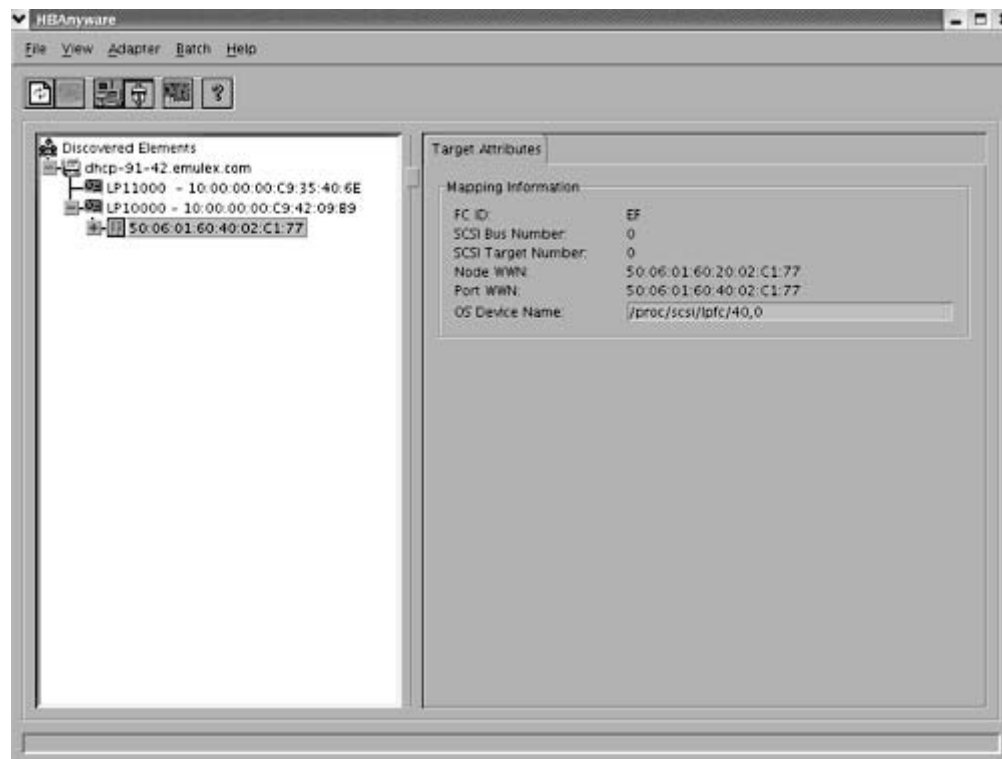 HBAnyware
File View Adapter Batch Help
Discovered Elements
dhcp-91-42.emulex.com
LP11000 - 10:00:00:00:C9:35:40:6E
LP10000 - 10:00:00:00:C9:42:09:B9
50:06:01:60:40:02:C1:77
Target Attributes
Mapping Information
FC ID: EF
SCSI Bus Number: 0
SCSI Target Number: 0
Node WWN: 50:06:01:60:20:02:C1:77
Port WWN: 50:06:01:60:40:02:C1:77
OS Device Name: /proc/scsi/lpfc/40,0